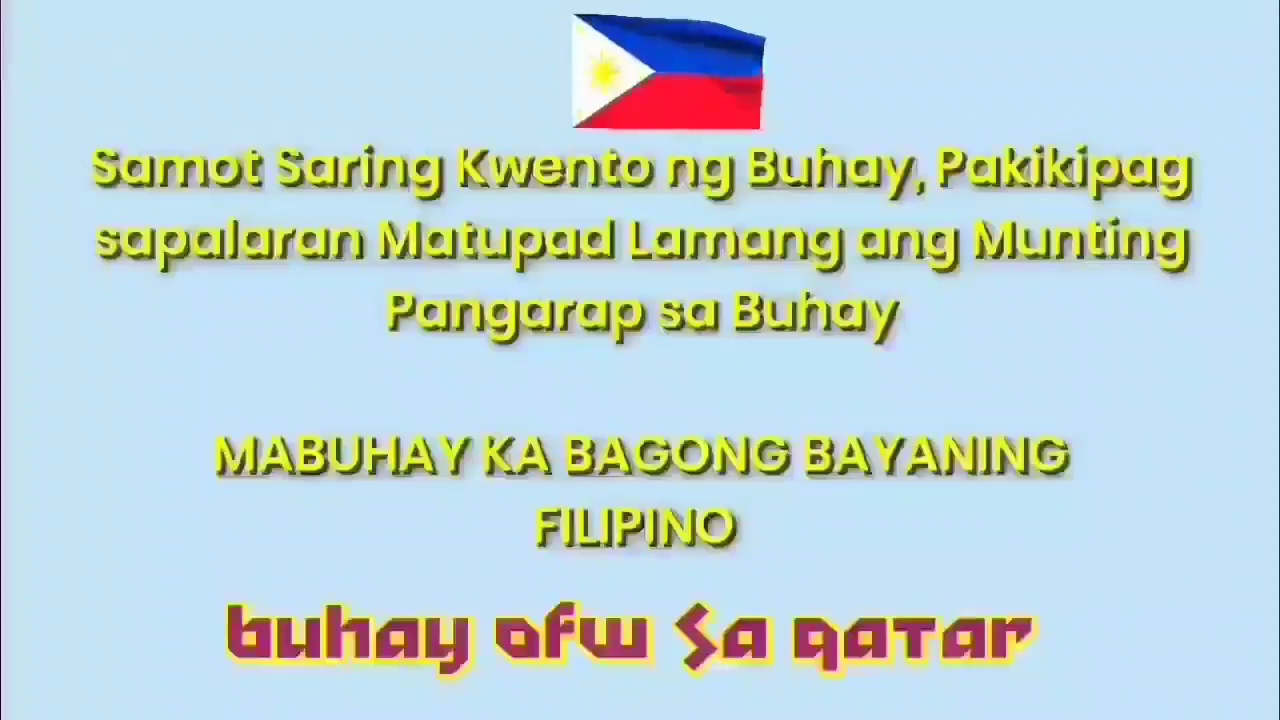 Samot Saring Kwento ng Buhay, Pakikipag
sapalaran Matupad Lamang ang Munting
Pangarap sa Buhay
MABUHAY KA BAGONG BAYANING
FILIPINO
buhay ofw sa qatar